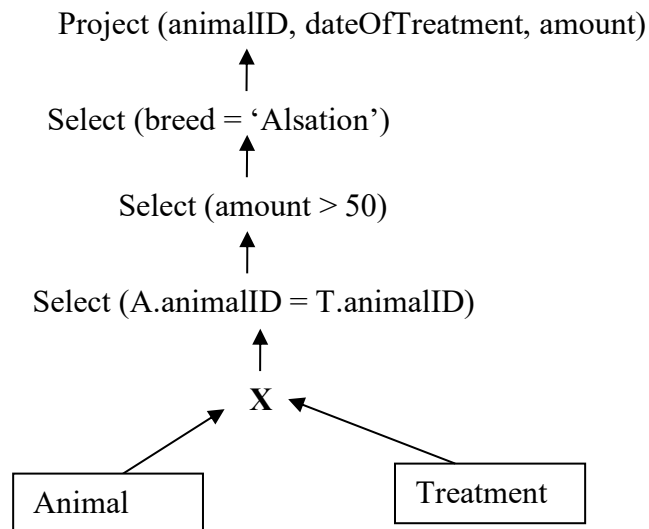 Project (animalID, dateOfTreatment, amount)
Select (breed = ‘Alsation’)
Select (amount > 50)
Select (A.animalID = T.animalID)
X
Animal
Treatment